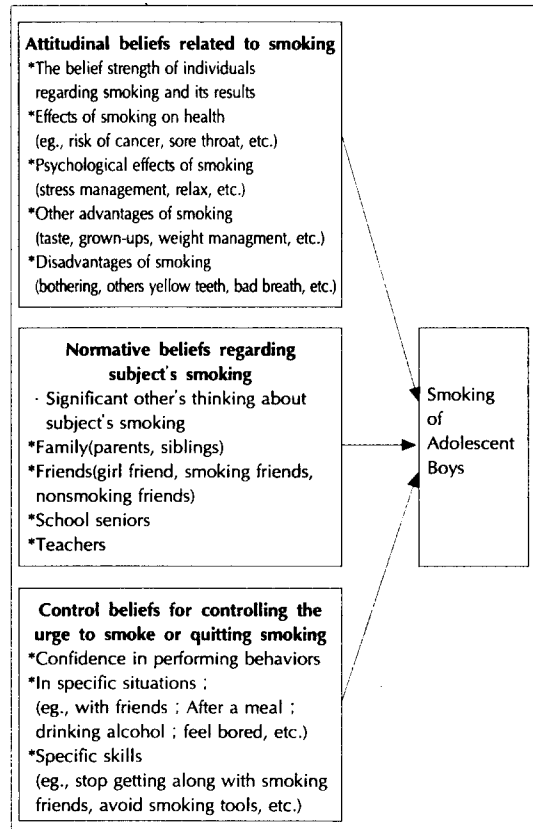 Attitudinal beliefs related to smoking
*The belief strength of individuals
regarding smoking and its results
*Effects of smoking on health
(eg., risk of cancer, sore throat, etc.)
*Psychological effects of smoking
(stress management, relax, etc.)
*Other advantages of smoking
(taste, grown-ups, weight managment, etc.)
*Disadvantages of smoking
(bothering, others yellow teeth, bad breath, etc.)
Normative beliefs regarding
subject's smoking
· Significant other's thinking about
subject's smoking
*Family(parents, siblings)
*Friends(girl friend, smoking friends,
nonsmoking friends)
*School seniors
*Teachers
Smoking
of
Adolescent
Boys
Control beliefs for controlling the
urge to smoke or quitting smoking
*Confidence in performing behaviors
*In specific situations ;
(eg., with friends ; After a meal ;
drinking alcohol ; feel bored, etc.)
*Specific skills
(eg., stop getting along with smoking
friends, avoid smoking tools, etc.)